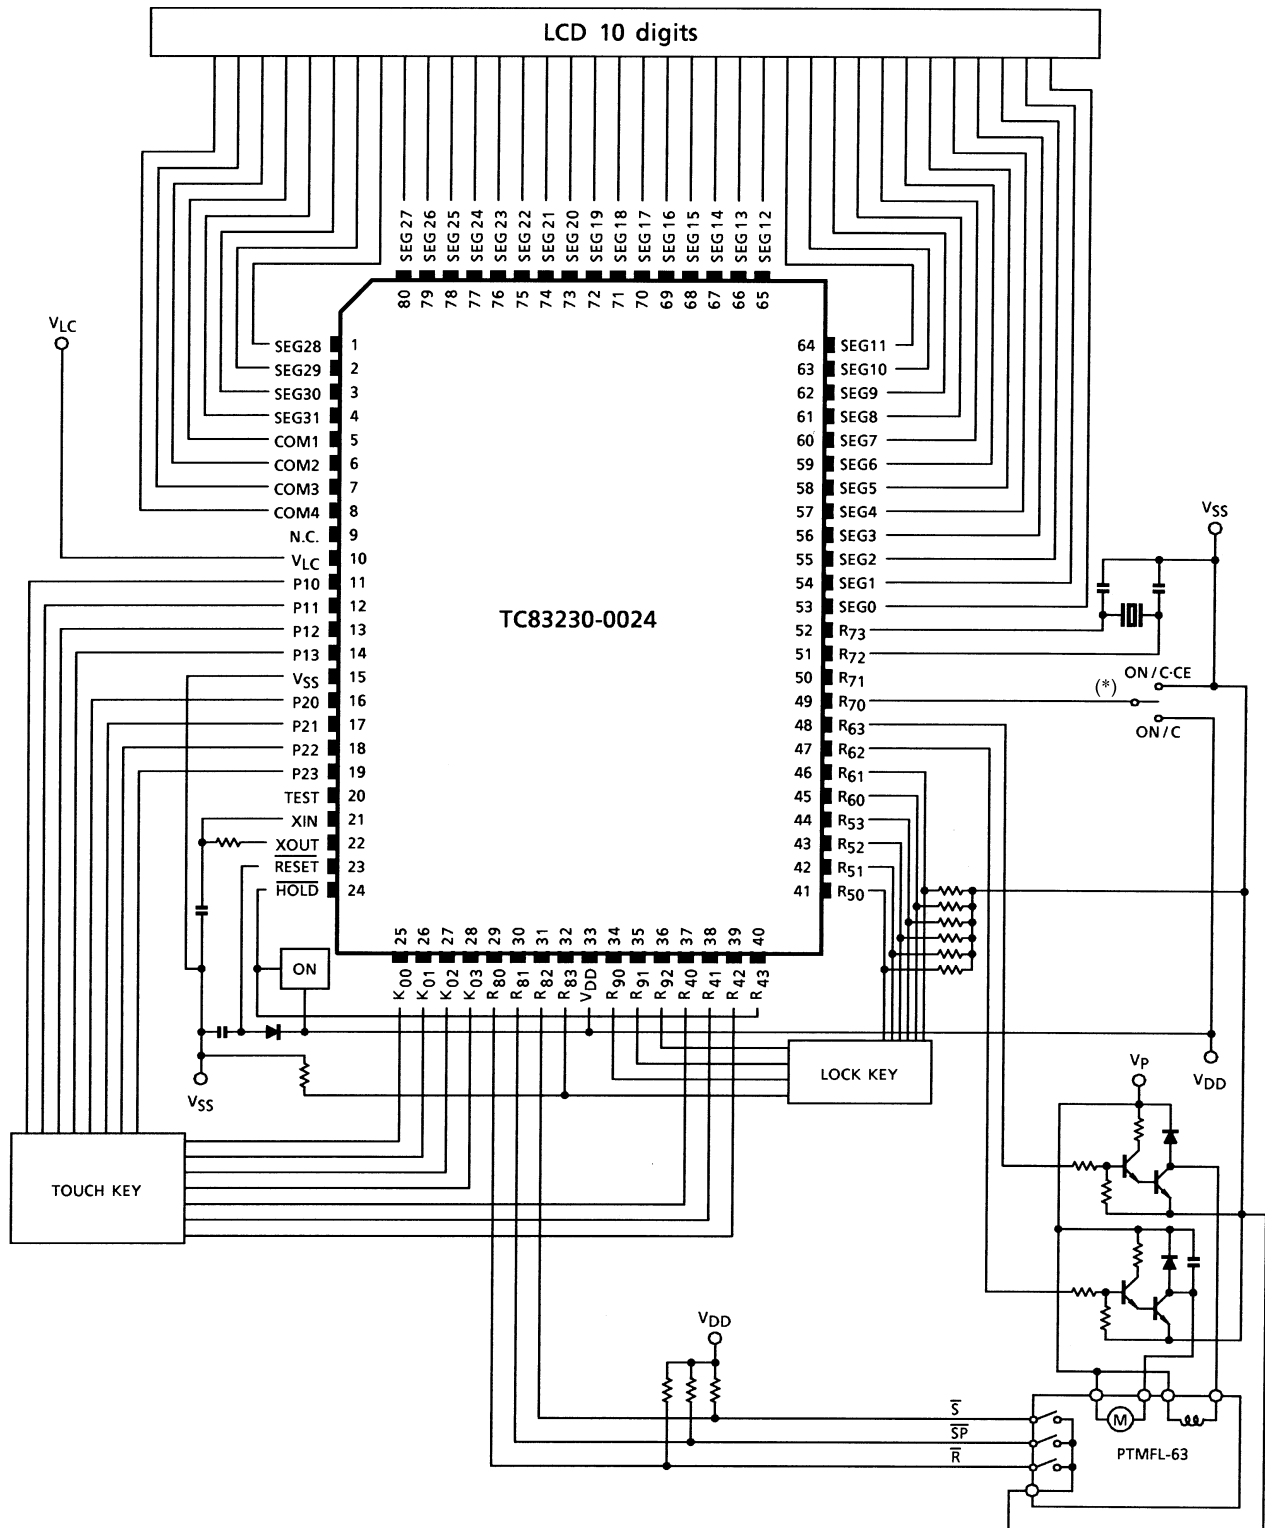 LCD 10 digits
SEG27 SEG26 SEG25 SEG24 SEG23 SEG22 SEG21 SEG20 SEG19 SEG18 SEG17 SEG16 SEG15 SEG14 SEG13 SEG12
80 79 78 77 76 75 74 73 72 71 70 69 68 67 66 65
VLC
SEG28 1
SEG29 2
SEG30 3
SEG31 4
COM1 5
COM2 6
COM3 7
COM4 8
N.C. 9
VLC 10
P10 11
P11 12
P12 13
P13 14
VSS 15
P20 16
P21 17
P22 18
P23 19
TEST 20
XIN 21
XOUT 22
RESET 23
HOLD 24
TC83230-0024
64 SEG11
63 SEG10
62 SEG9
61 SEG8
60 SEG7
59 SEG6
58 SEG5
57 SEG4
56 SEG3
55 SEG2
54 SEG1
53 SEG0
52 R73
51 R72
50 R71
49 R70
48 R63
47 R62
46 R61
45 R60
44 R53
43 R52
42 R51
41 R50
VSS
ON/C·CE
(*)
ON/C
25 26 27 28 29 30 31 32 33 34 35 36 37 38 39 40
K00 K01 K02 K03 R80 R81 R82 R83 VDD R90 R91 R92 R40 R41 R42 R43
ON
VSS
LOCK KEY
VDD
VP
TOUCH KEY
VDD
S
SP
R
M
PTMFL-63